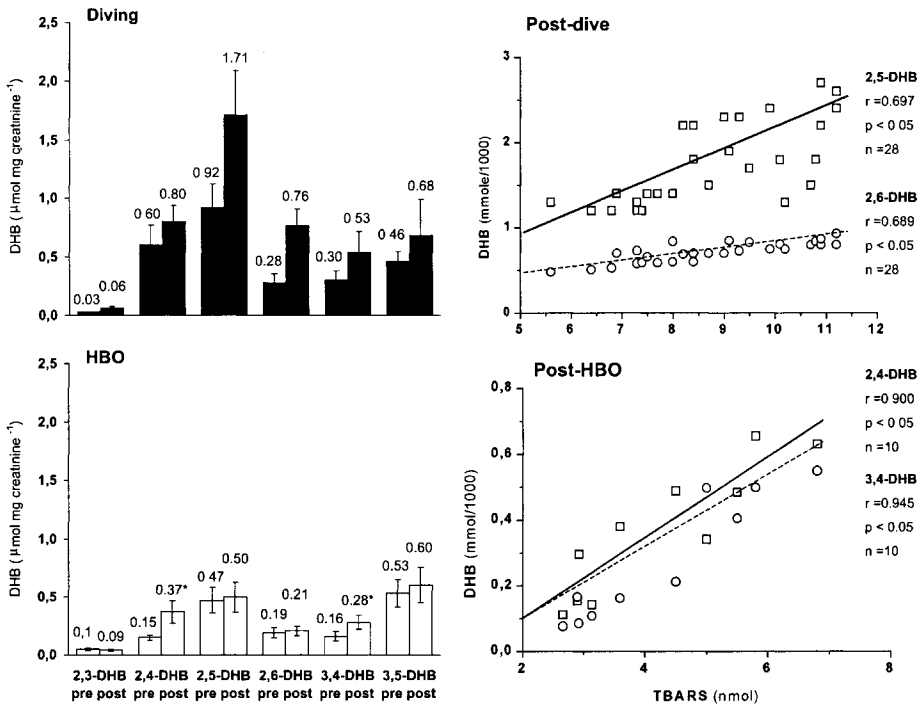 Diving
DHB ( μmol mg creatinine⁻¹)
2,5
2,0
1,5
1,0
0,5
0,0
0.03
0.06
0 60
0.80
0 92
1.71
0.28
0.76
0.30
0.53
0 46
0.68
Post-dive
DHB (mmole/1000)
3
2
1
0
5
6
7
8
9
10
11
12
2,5-DHB
r =0.697
p < 0 05
n =28
2,6-DHB
r =0.689
p < 0.05
n =28
HBO
DHB ( μmol mg creatinine⁻¹)
2,5
2,0
1,5
1,0
0,5
0,0
0,1
0.09
0.15
0.37*
0 47
0.50
0.19
0.21
0.16
0.28*
0.53
0.60
2,3-DHB 2,4-DHB 2,5-DHB 2,6-DHB 3,4-DHB 3,5-DHB
pre post pre post pre post pre post pre post pre post
Post-HBO
DHB (mmol/1000)
0,8
0,6
0,4
0,2
0,0
2
4
6
8
TBARS (nmol)
2,4-DHB
r =0 900
p < 0 05
n =10
3,4-DHB
r =0.945
p < 0.05
n =10